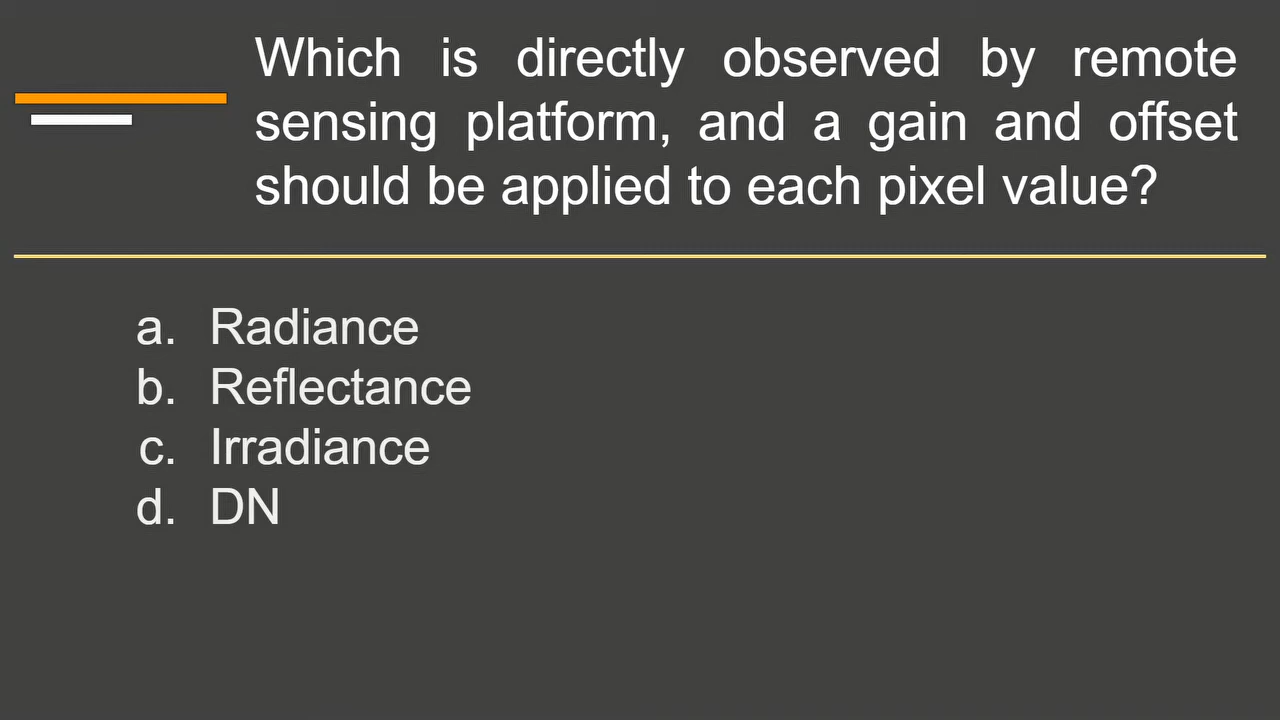 Which is directly observed by remote
sensing platform, and a gain and offset
should be applied to each pixel value?
a. Radiance
b. Reflectance
c. Irradiance
d. DN